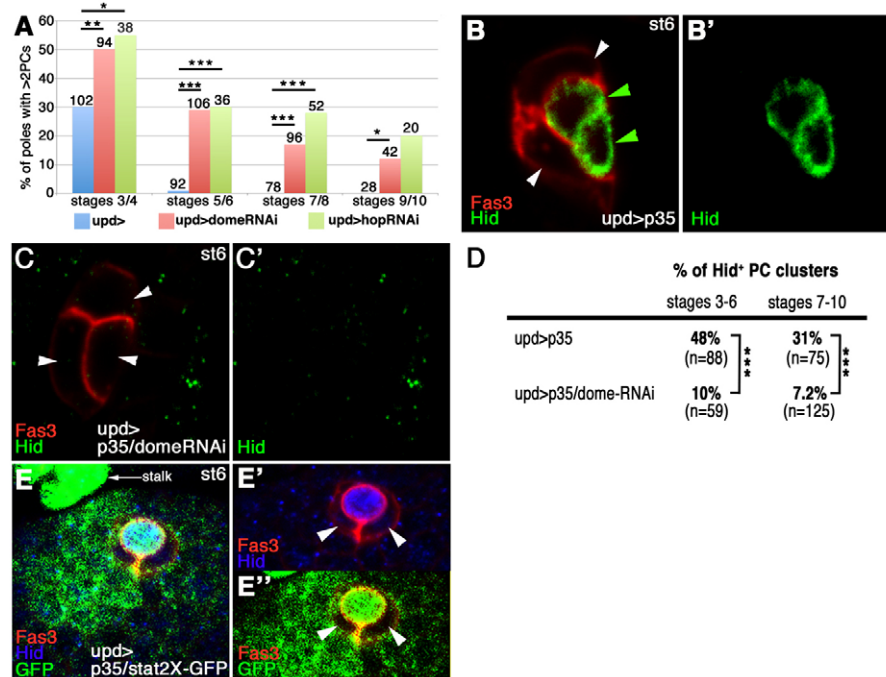 A
% of poles with >2PCs
60
50
40
30
20
10
0
102
94
38
*
**
92
106
36
***
***
78
96
52
***
***
28
42
20
*
stages 3/4
stages 5/6
stages 7/8
stages 9/10
upd>
upd>domeRNAi
upd>hopRNAi
B
st6
Fas3
Hid
upd>p35
B'
Hid
C
st6
Fas3
Hid
upd>
p35/domeRNAi
C'
Hid
D
% of Hid+ PC clusters
stages 3-6
stages 7-10
upd>p35
48%
(n=88)
31%
(n=75)
***
***
upd>p35/dome-RNAi
10%
(n=59)
7.2%
(n=125)
E
st6
stalk
Fas3
Hid
GFP
upd>
p35/stat2X-GFP
E'
Fas3
Hid
E''
Fas3
GFP